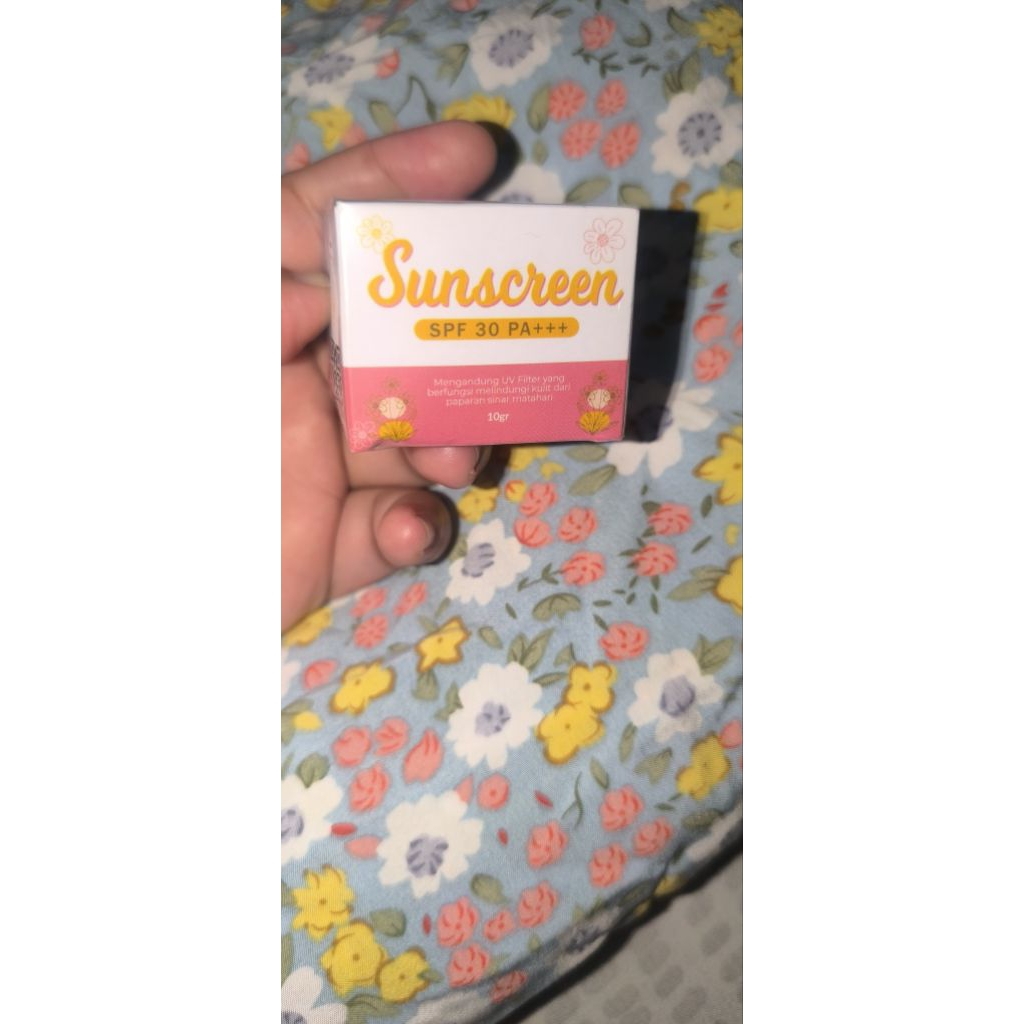 Sunscreen
SPF 30 PA+++
Mengandung UV Filter yang
berfungsi melindungi kulit dari
paparan sinar matahari
10gr